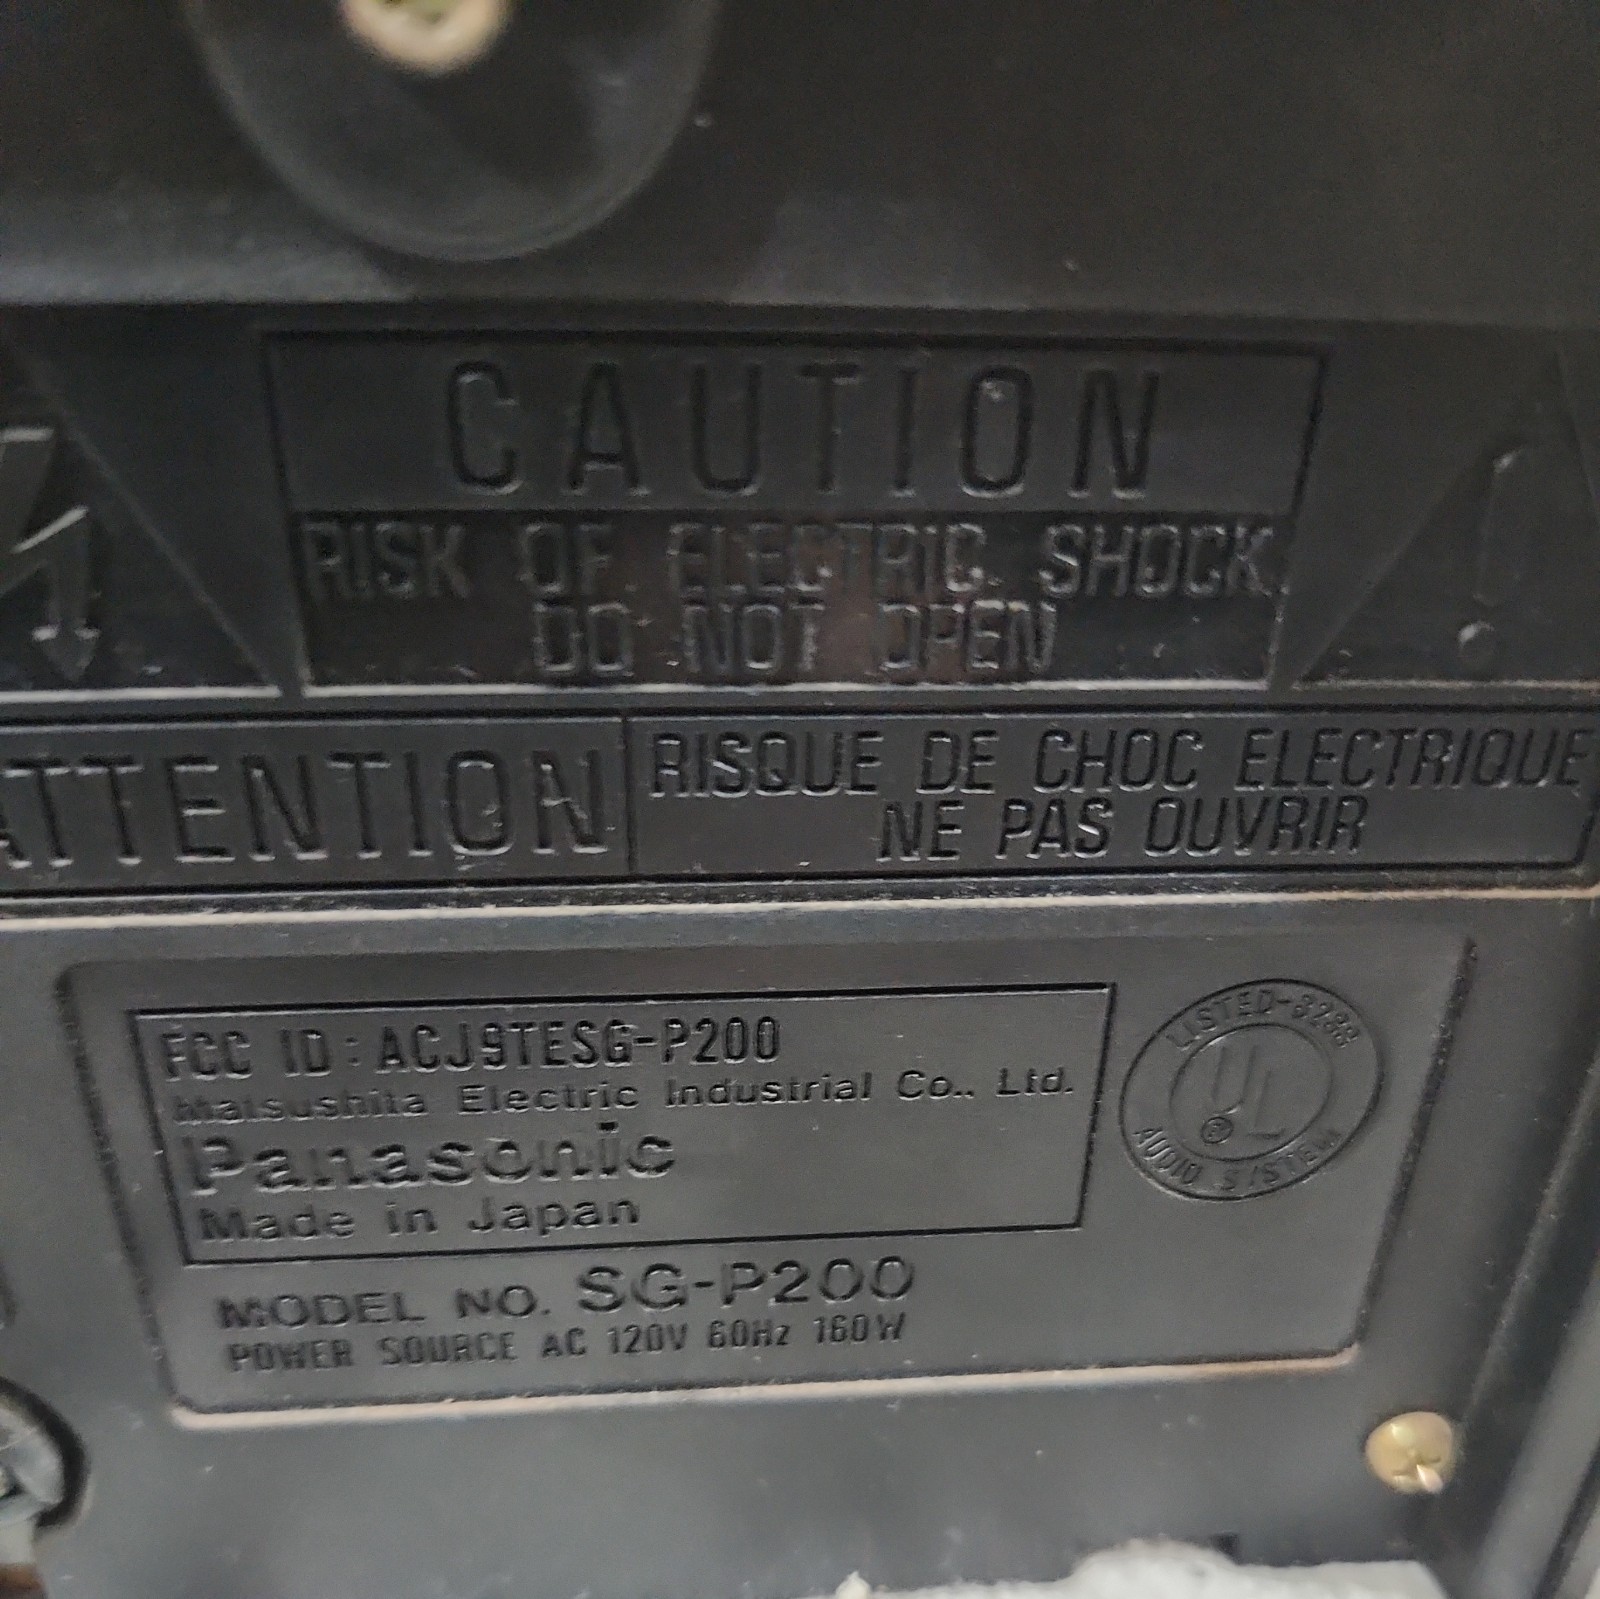 CAUTION
RISK OF ELECTRIC SHOCK
DO NOT OPEN
ATTENTION
RISQUE DE CHOC ELECTRIQUE
NE PAS OUVRIR
FCC ID: ACJ9TESG-P200
Matsushita Electric Industrial Co., Ltd.
Panasonic
Made in Japan
MODEL NO. SG-P200
POWER SOURCE AC 120V 60Hz 160W
LISTED-8288
UL
®
AUDIO SYSTEM